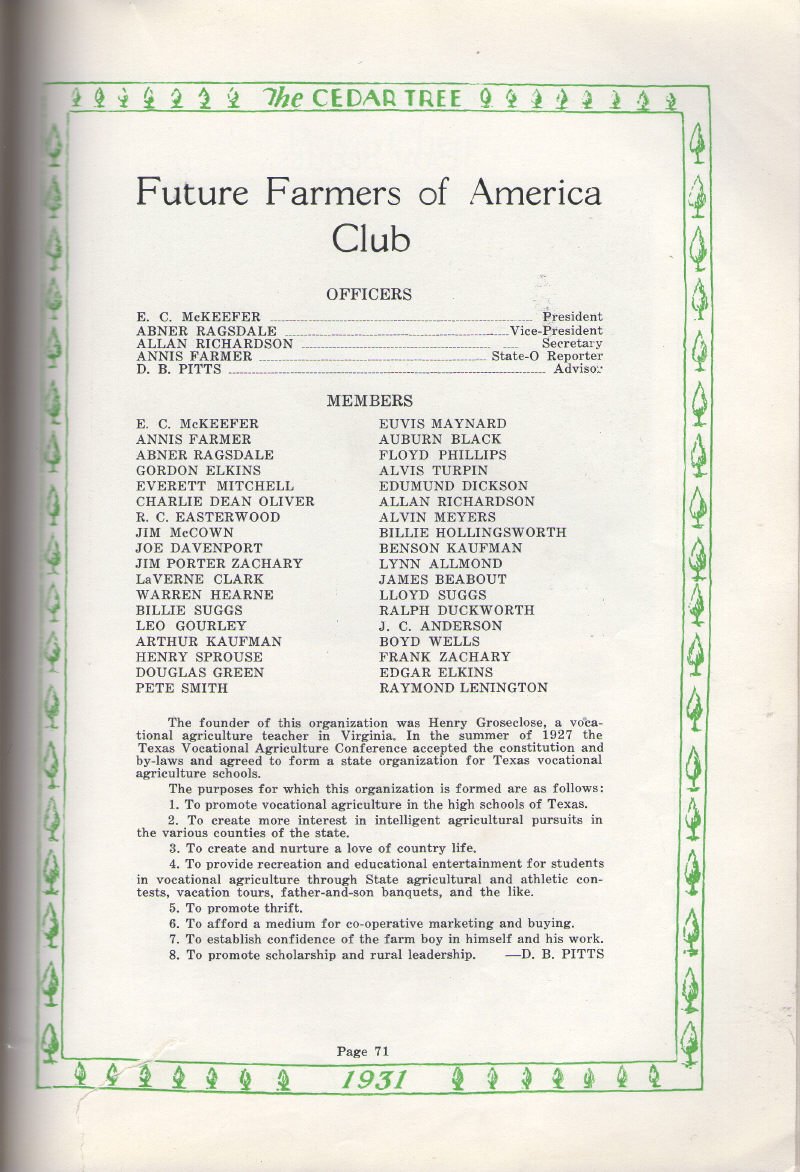 The CEDAR TREE
Future Farmers of America
Club
OFFICERS
E. C. McKEEFER President
ABNER RAGSDALE Vice-President
ALLAN RICHARDSON Secretary
ANNIS FARMER State-O Reporter
D. B. PITTS Advisor
MEMBERS
E. C. McKEEFER
ANNIS FARMER
ABNER RAGSDALE
GORDON ELKINS
EVERETT MITCHELL
CHARLIE DEAN OLIVER
R. C. EASTERWOOD
JIM McCOWN
JOE DAVENPORT
JIM PORTER ZACHARY
LaVERNE CLARK
WARREN HEARNE
BILLIE SUGGS
LEO GOURLEY
ARTHUR KAUFMAN
HENRY SPROUSE
DOUGLAS GREEN
PETE SMITH
EUVIS MAYNARD
AUBURN BLACK
FLOYD PHILLIPS
ALVIS TURPIN
EDUMUND DICKSON
ALLAN RICHARDSON
ALVIN MEYERS
BILLIE HOLLINGSWORTH
BENSON KAUFMAN
LYNN ALLMOND
JAMES BEABOUT
LLOYD SUGGS
RALPH DUCKWORTH
J. C. ANDERSON
BOYD WELLS
FRANK ZACHARY
EDGAR ELKINS
RAYMOND LENINGTON
The founder of this organization was Henry Groseclose, a voca-
tional agriculture teacher in Virginia. In the summer of 1927 the
Texas Vocational Agriculture Conference accepted the constitution and
by-laws and agreed to form a state organization for Texas vocational
agriculture schools.
The purposes for which this organization is formed are as follows:
1. To promote vocational agriculture in the high schools of Texas.
2. To create more interest in intelligent agricultural pursuits in
the various counties of the state.
3. To create and nurture a love of country life.
4. To provide recreation and educational entertainment for students
in vocational agriculture through State agricultural and athletic con-
tests, vacation tours, father-and-son banquets, and the like.
5. To promote thrift.
6. To afford a medium for co-operative marketing and buying.
7. To establish confidence of the farm boy in himself and his work.
8. To promote scholarship and rural leadership. —D. B. PITTS
Page 71
1931